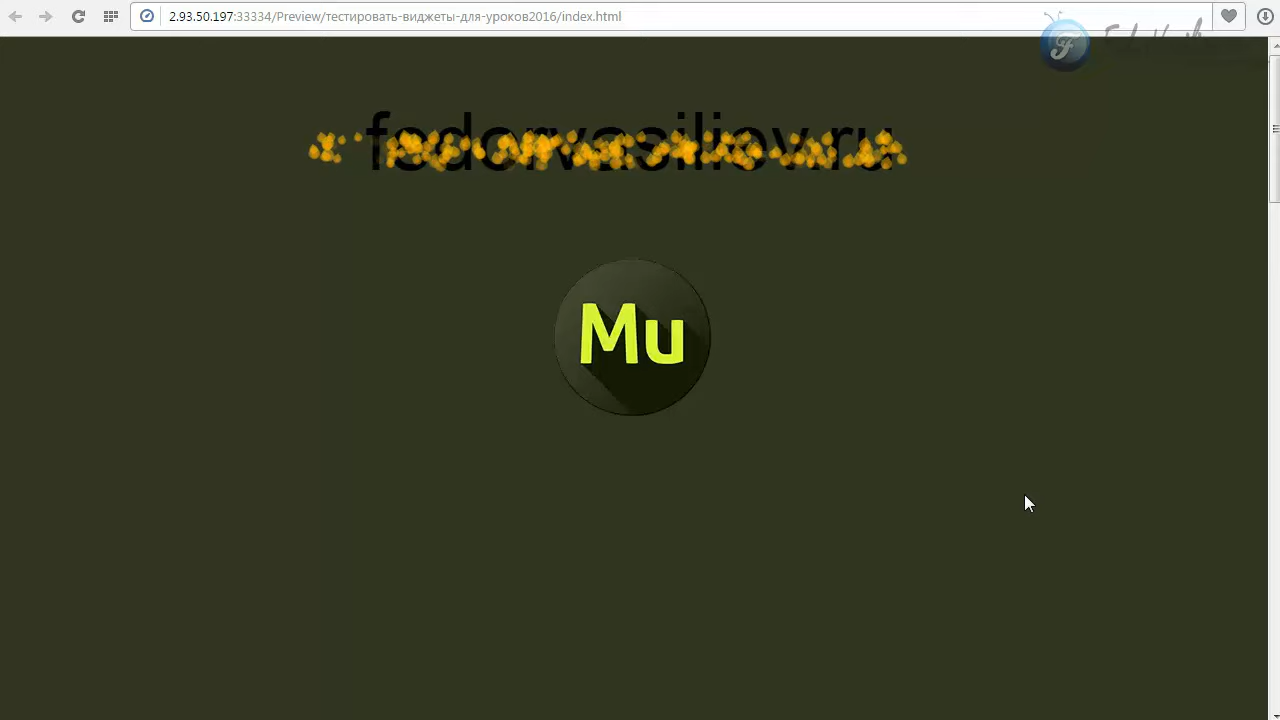 2.93.50.197:33334/Preview/тестировать-виджеты-для-уроков2016/index.html
fedorvasiliev.ru
Mu